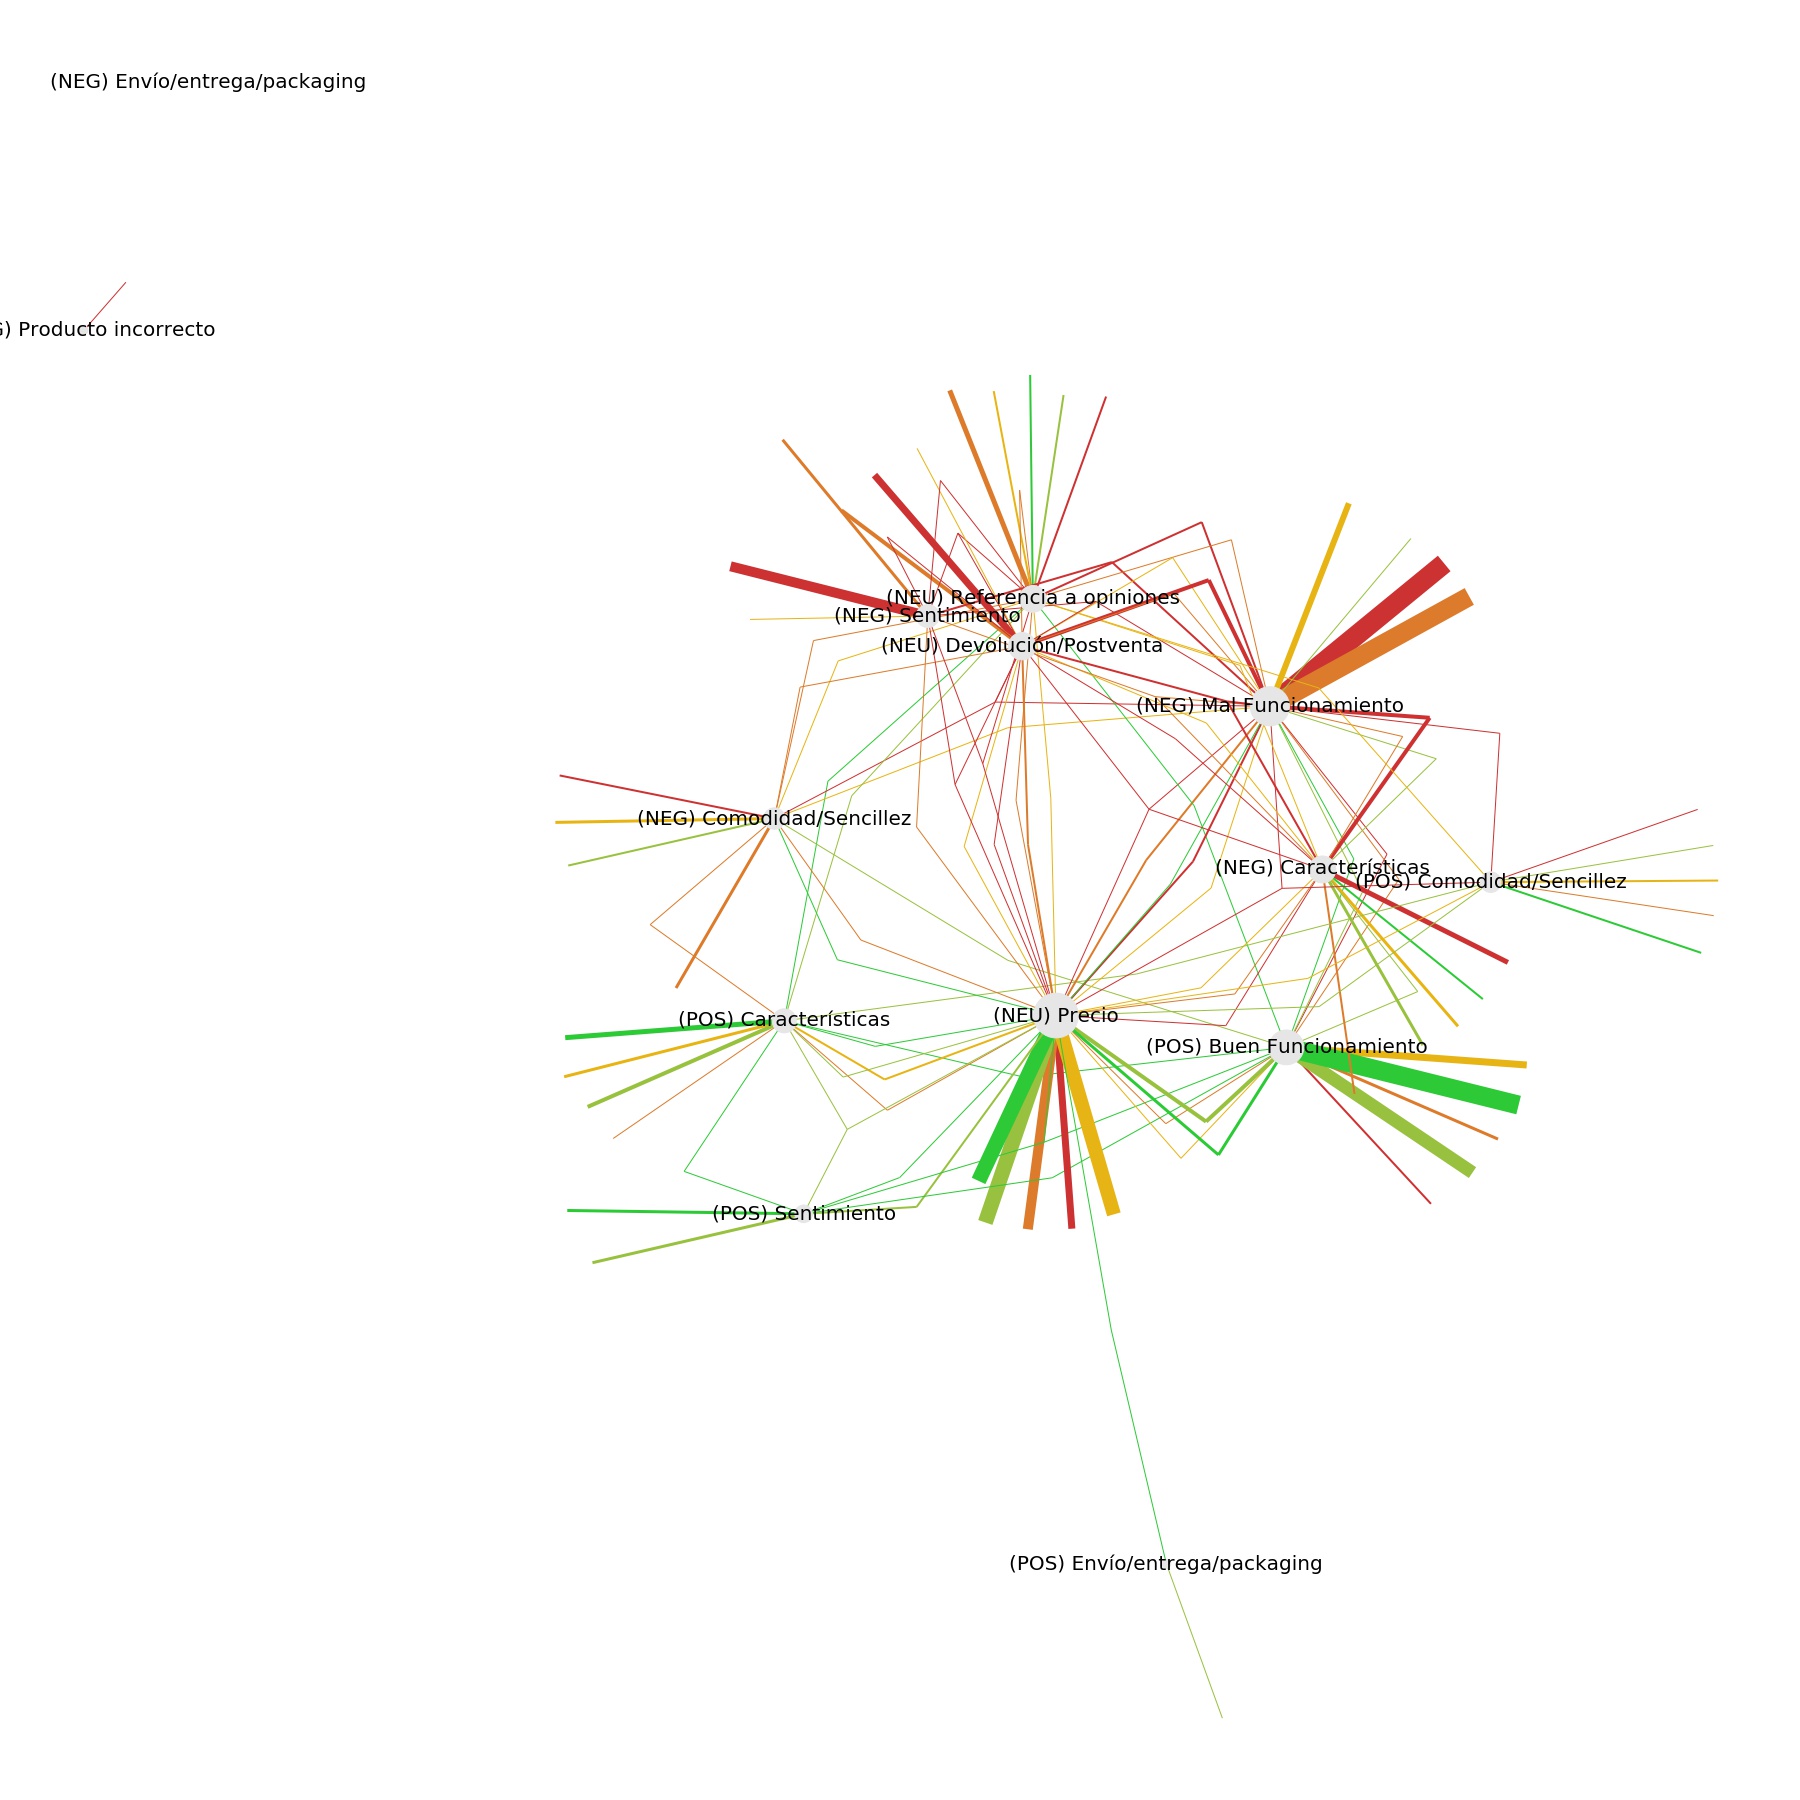 (NEG) Envío/entrega/packaging
) Producto incorrecto
(NEU) Referencia a opiniones
(NEG) Sentimiento
(NEU) Devolución/Postventa
(NEG) Mal Funcionamiento
(NEG) Comodidad/Sencillez
(NEG) Características
(POS) Comodidad/Sencillez
(NEU) Precio
(POS) Características
(POS) Buen Funcionamiento
(POS) Sentimiento
(POS) Envío/entrega/packaging